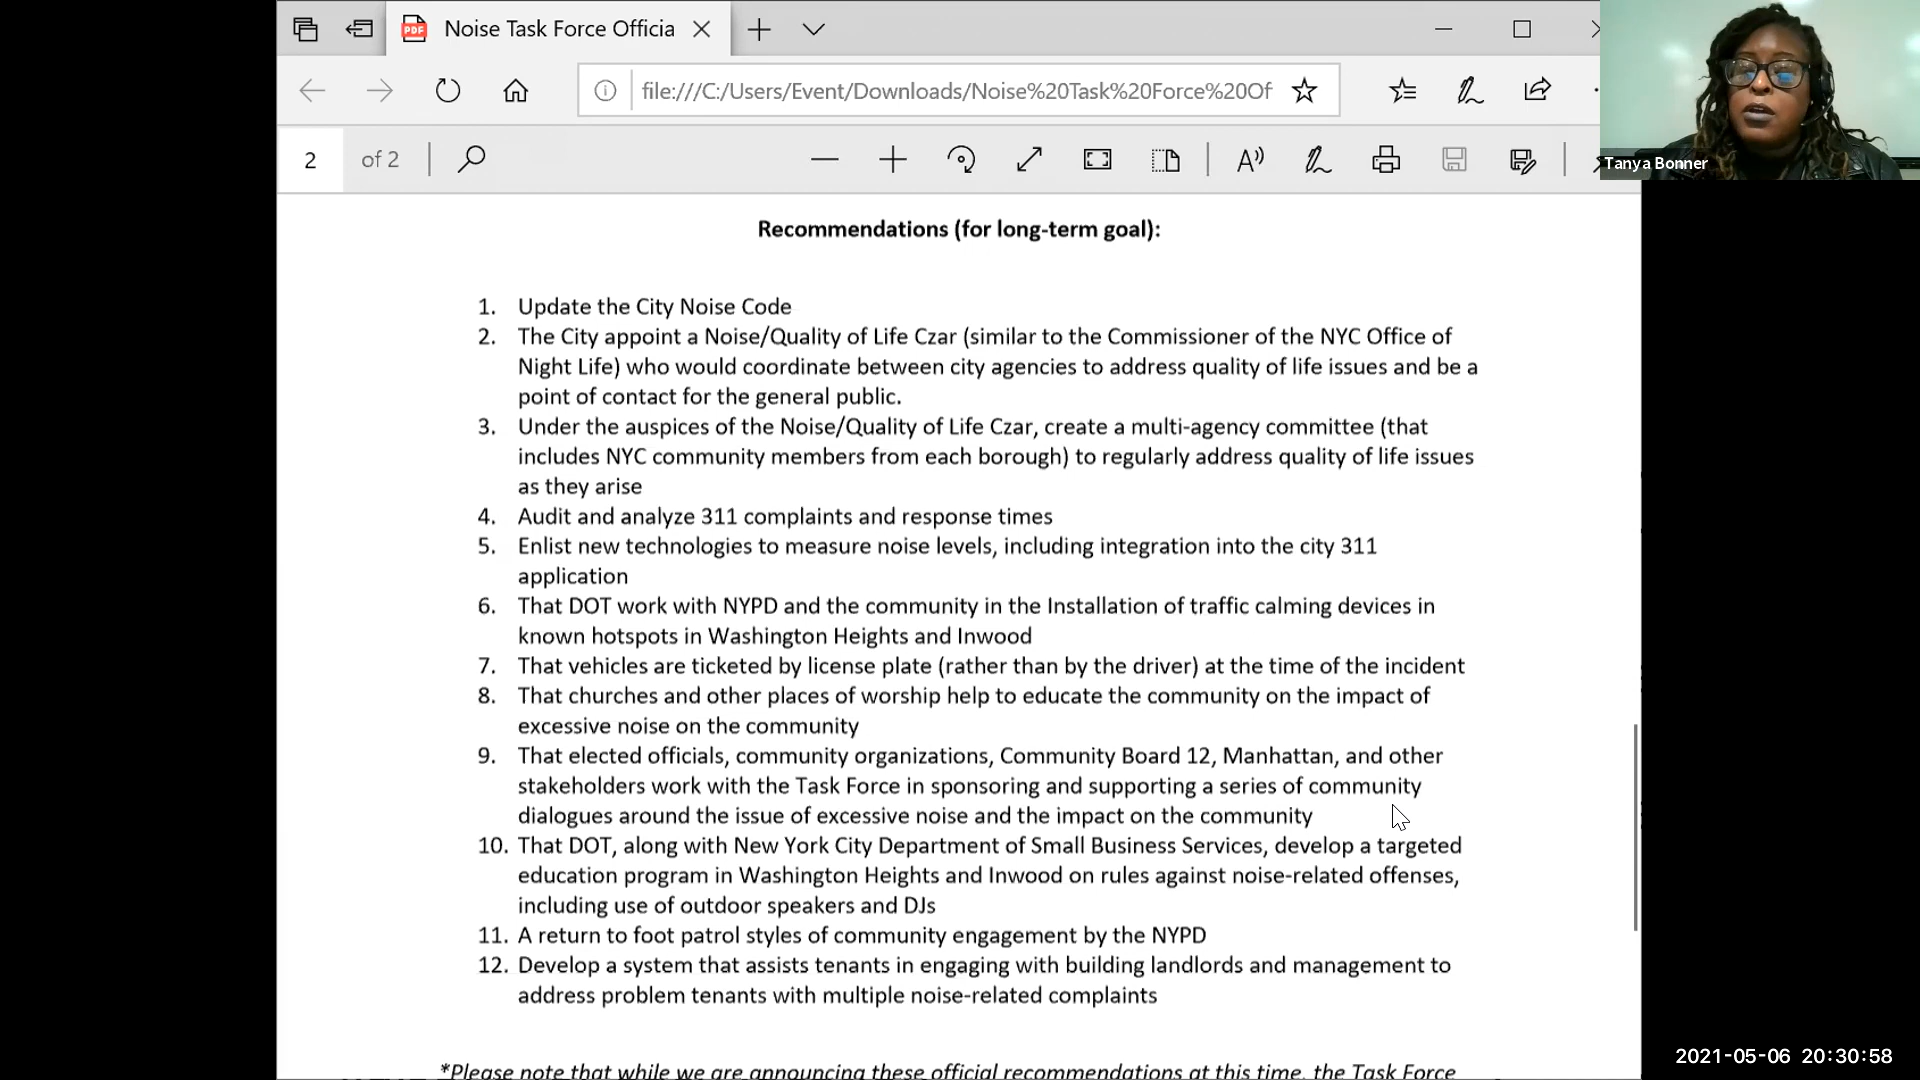 Noise Task Force Officia
file:///C:/Users/Event/Downloads/Noise%20Task%20Force%20Of
2 of 2
Tanya Bonner
Recommendations (for long-term goal):
1. Update the City Noise Code
2. The City appoint a Noise/Quality of Life Czar (similar to the Commissioner of the NYC Office of
Night Life) who would coordinate between city agencies to address quality of life issues and be a
point of contact for the general public.
3. Under the auspices of the Noise/Quality of Life Czar, create a multi-agency committee (that
includes NYC community members from each borough) to regularly address quality of life issues
as they arise
4. Audit and analyze 311 complaints and response times
5. Enlist new technologies to measure noise levels, including integration into the city 311
application
6. That DOT work with NYPD and the community in the Installation of traffic calming devices in
known hotspots in Washington Heights and Inwood
7. That vehicles are ticketed by license plate (rather than by the driver) at the time of the incident
8. That churches and other places of worship help to educate the community on the impact of
excessive noise on the community
9. That elected officials, community organizations, Community Board 12, Manhattan, and other
stakeholders work with the Task Force in sponsoring and supporting a series of community
dialogues around the issue of excessive noise and the impact on the community
10. That DOT, along with New York City Department of Small Business Services, develop a targeted
education program in Washington Heights and Inwood on rules against noise-related offenses,
including use of outdoor speakers and DJs
11. A return to foot patrol styles of community engagement by the NYPD
12. Develop a system that assists tenants in engaging with building landlords and management to
address problem tenants with multiple noise-related complaints
*Please note that while we are announcing these official recommendations at this time, the Task Force
2021-05-06 20:30:58